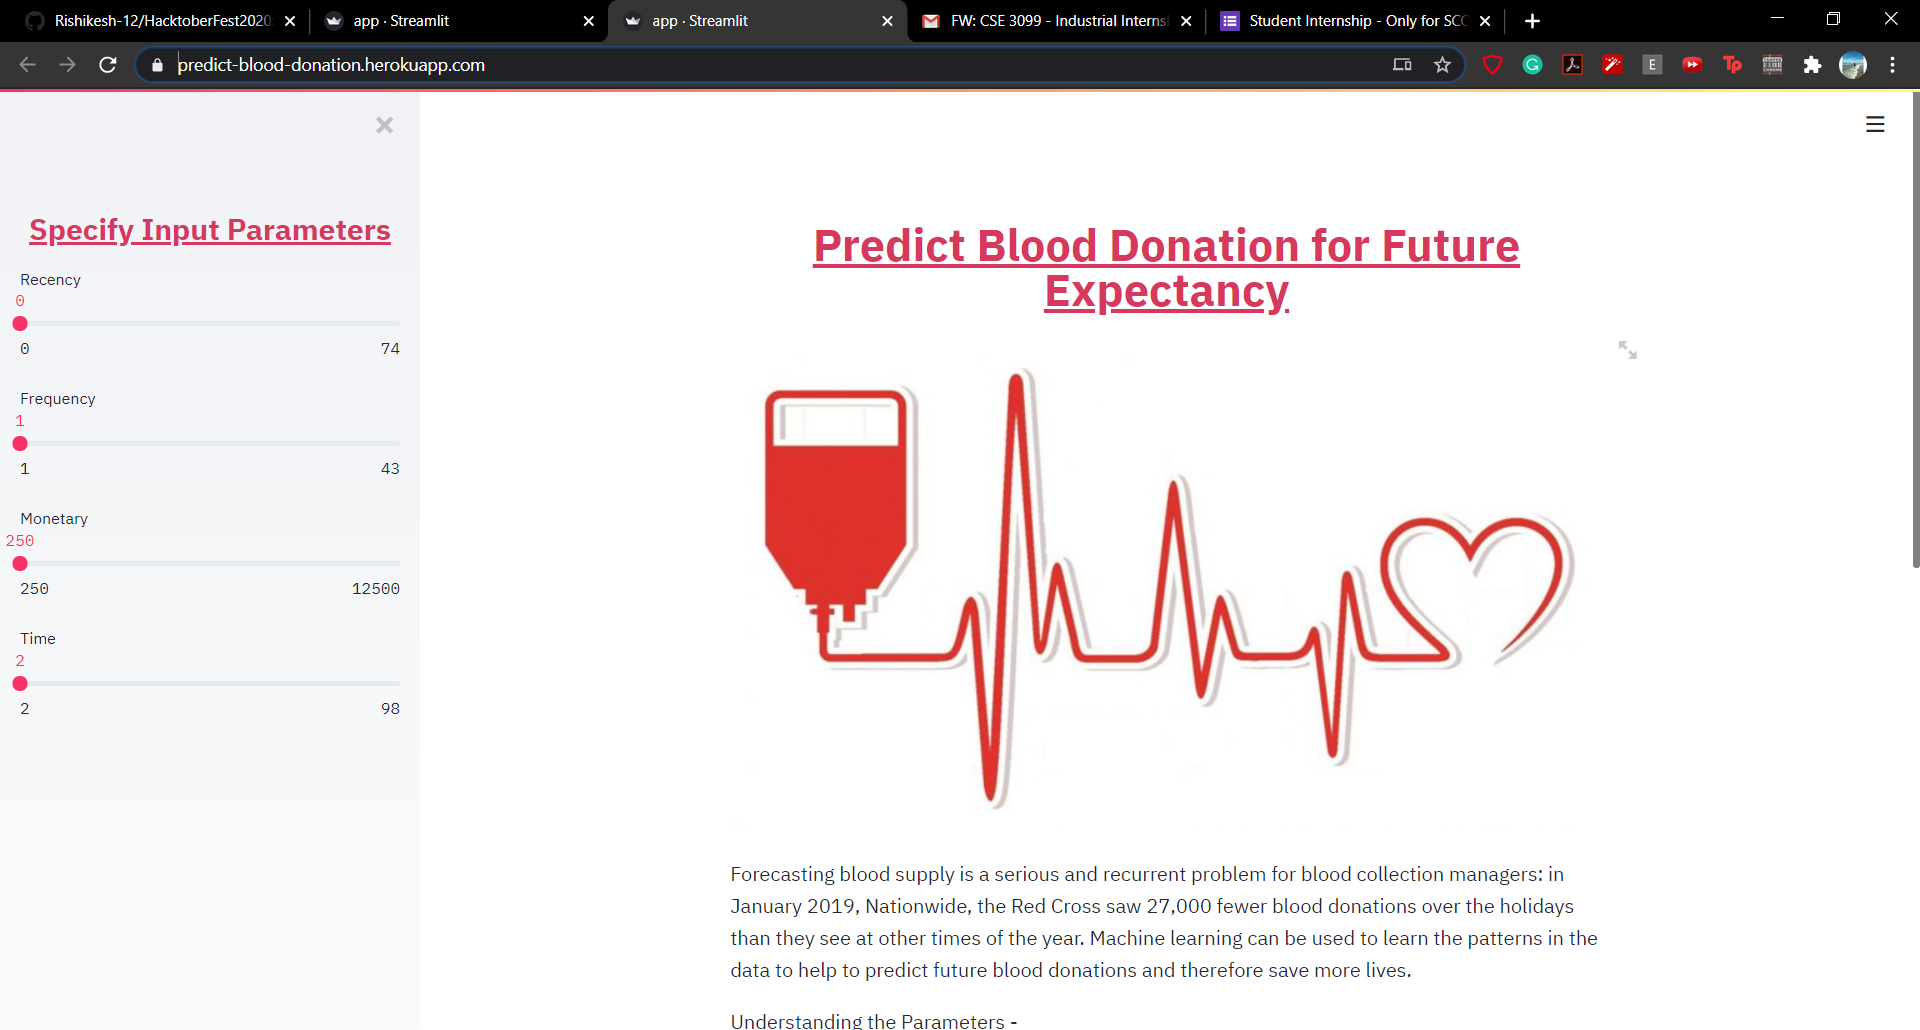 Rishikesh-12/HacktoberFest2020
app · Streamlit
app · Streamlit
FW: CSE 3099 - Industrial Interns
Student Internship - Only for SCO
predict-blood-donation.herokuapp.com
Specify Input Parameters
Recency
0
0 74
Frequency
1
1 43
Monetary
250
250 12500
Time
2
2 98
Predict Blood Donation for Future
Expectancy
Forecasting blood supply is a serious and recurrent problem for blood collection managers: in
January 2019, Nationwide, the Red Cross saw 27,000 fewer blood donations over the holidays
than they see at other times of the year. Machine learning can be used to learn the patterns in the
data to help to predict future blood donations and therefore save more lives.
Understanding the Parameters -